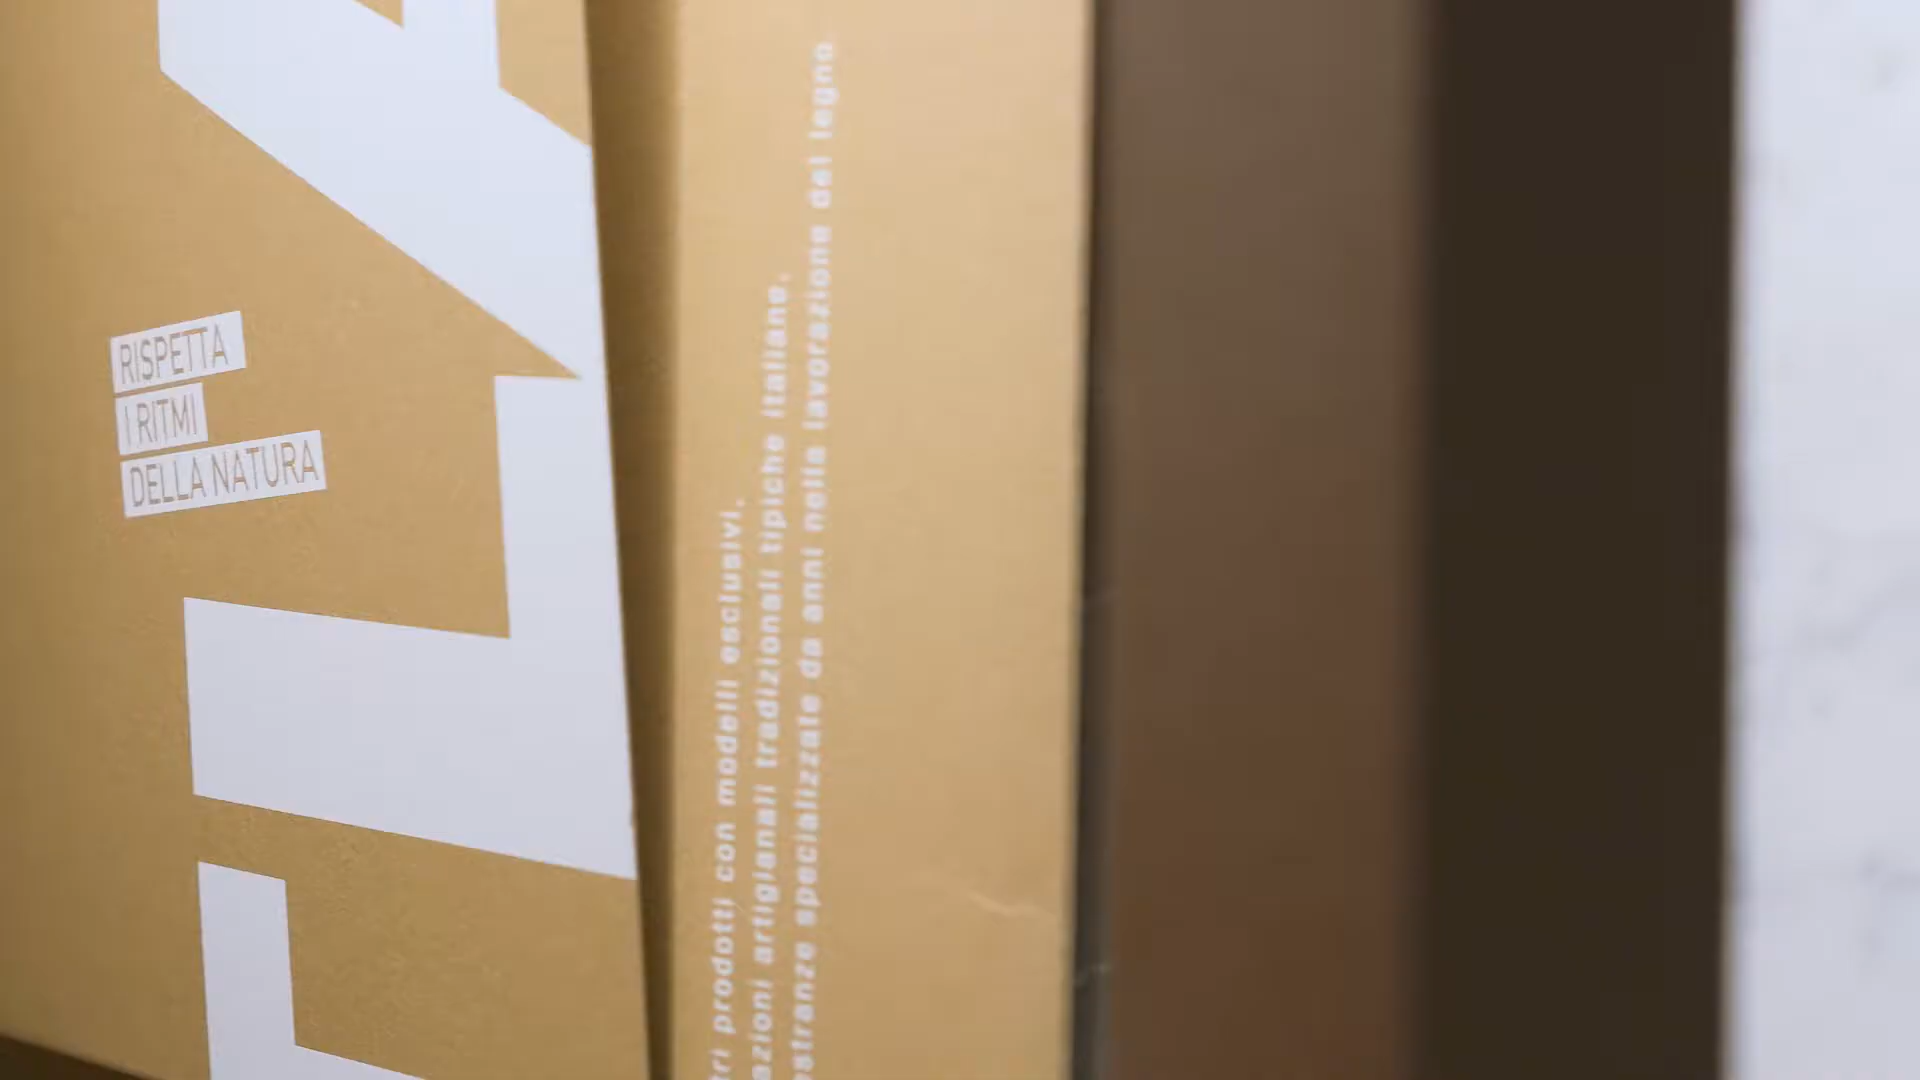 RISPETTA
I RITMI
DELLA NATURA
prodotti con modelli esclusivi,
artigianali tradizionali tipiche italiane,
specializzate da anni nella lavorazione del legno